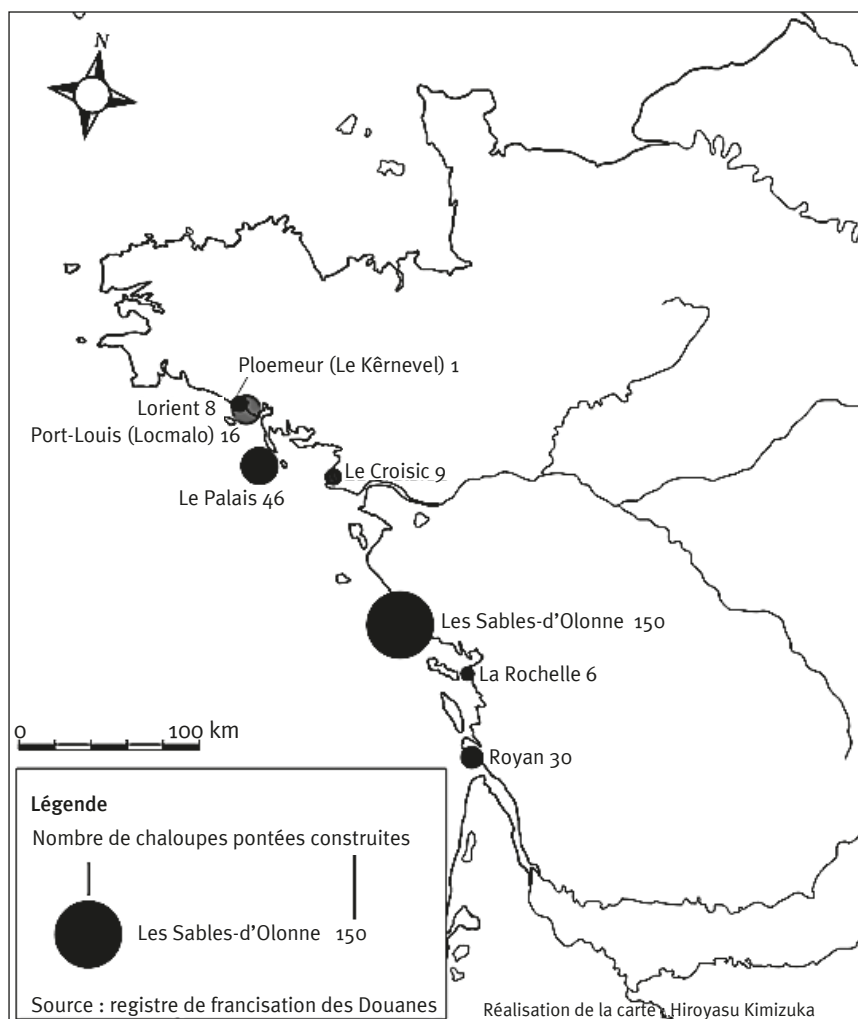 N
Ploemeur (Le Kêrnevel) 1
Lorient 8
Port-Louis (Locmalo) 16
Le Croisic 9
Le Palais 46
Les Sables-d'Olonne 150
La Rochelle 6
0 100 km
Royan 30
Légende
Nombre de chaloupes pontées construites
Les Sables-d'Olonne 150
Source : registre de francisation des Douanes
Réalisation de la carte : Hiroyasu Kimizuka